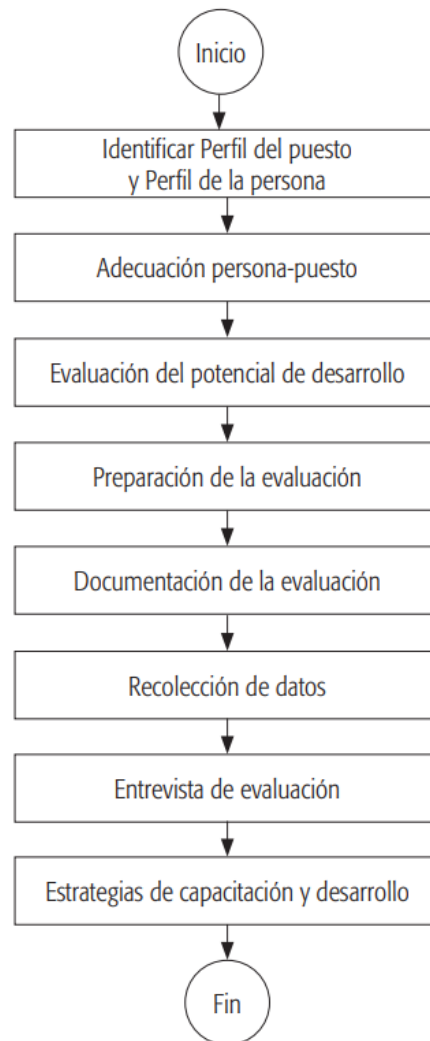 Inicio
Identificar Perfil del puesto
y Perfil de la persona
Adecuación persona-puesto
Evaluación del potencial de desarrollo
Preparación de la evaluación
Documentación de la evaluación
Recolección de datos
Entrevista de evaluación
Estrategias de capacitación y desarrollo
Fin